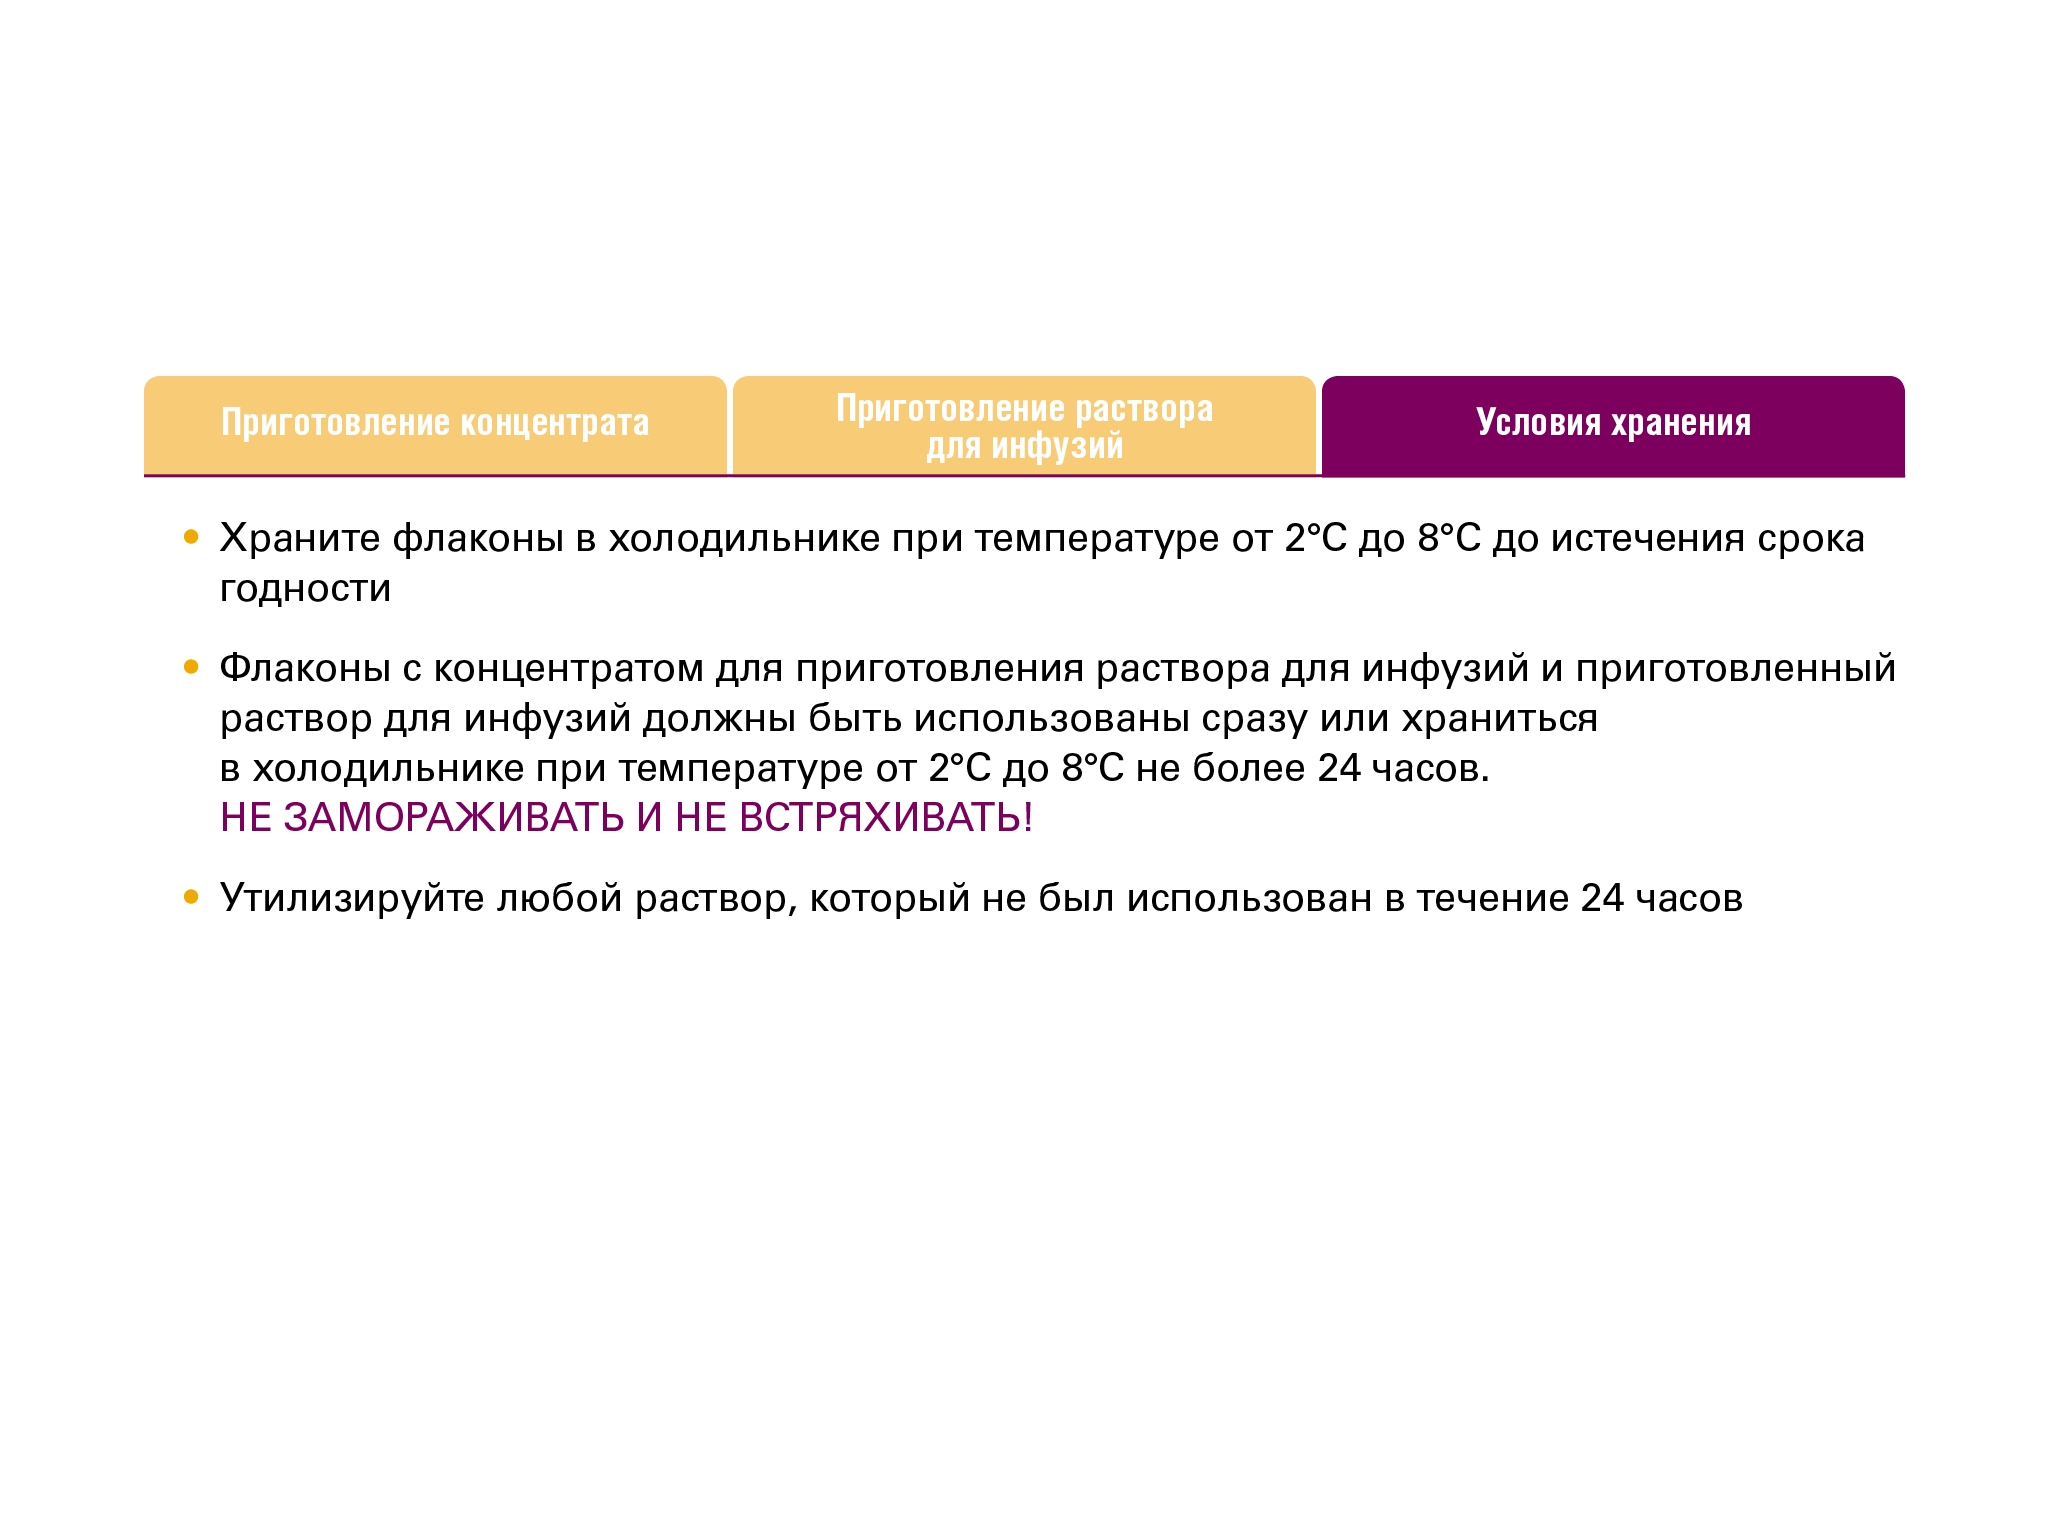 Приготовление концентрата
Приготовление раствора
для инфузий
Условия хранения
• Храните флаконы в холодильнике при температуре от 2°C до 8°C до истечения срока
годности
• Флаконы с концентратом для приготовления раствора для инфузий и приготовленный
раствор для инфузий должны быть использованы сразу или храниться
в холодильнике при температуре от 2°C до 8°C не более 24 часов.
НЕ ЗАМОРАЖИВАТЬ И НЕ ВСТРЯХИВАТЬ!
• Утилизируйте любой раствор, который не был использован в течение 24 часов